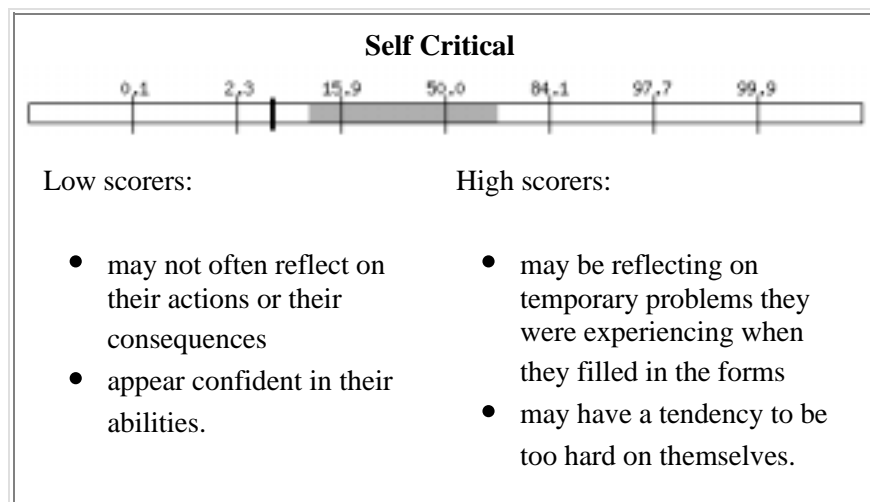 Self Critical
0.1 2.3 15.9 50.0 84.1 97.7 99.9
Low scorers:
may not often reflect on
their actions or their
consequences
appear confident in their
abilities.
High scorers:
may be reflecting on
temporary problems they
were experiencing when
they filled in the forms
may have a tendency to be
too hard on themselves.